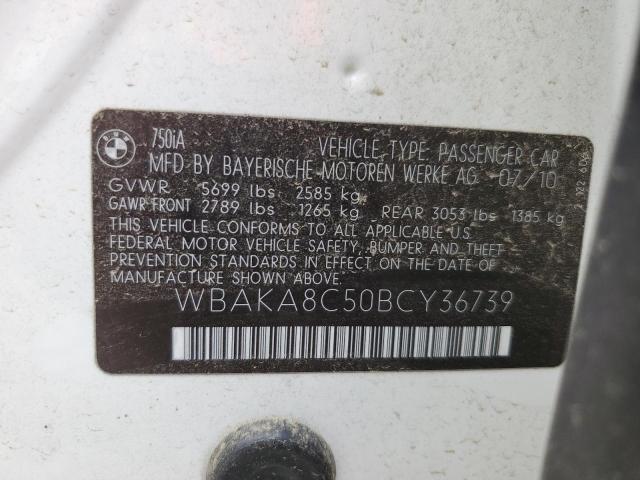 BMW
750iA
VEHICLE TYPE: PASSENGER CAR
MFD BY BAYERISCHE MOTOREN WERKE AG 07/10
GVWR 5699 lbs 2585 kg
GAWR FRONT 2789 lbs 1265 kg REAR 3053 lbs 1385 kg
THIS VEHICLE CONFORMS TO ALL APPLICABLE U.S.
FEDERAL MOTOR VEHICLE SAFETY, BUMPER AND THEFT
PREVENTION STANDARDS IN EFFECT ON THE DATE OF
MANUFACTURE SHOWN ABOVE.
WBAKA8C50BCY36739